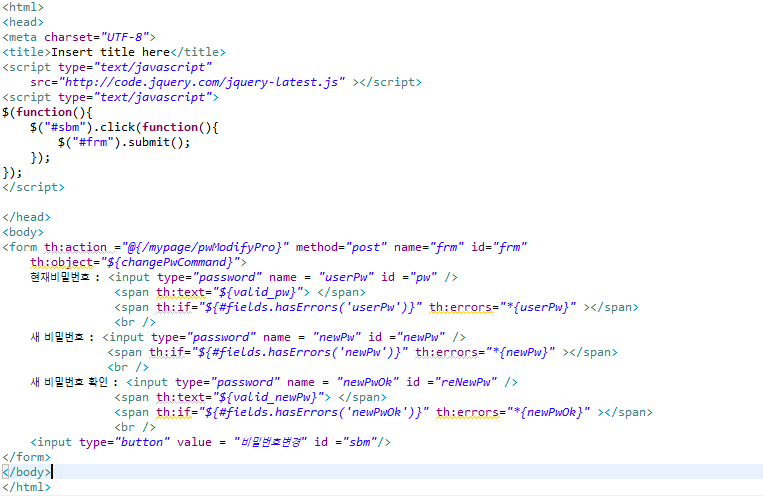 <html>
<head>
<meta charset="UTF-8">
<title>Insert title here</title>
<script type="text/javascript"
    src="http://code.jquery.com/jquery-latest.js" ></script>
<script type="text/javascript">
$(function(){
    $("#sbm").click(function(){
        $("#frm").submit();
    });
});
</script>

</head>
<body>
<form th:action ="@{/mypage/pwModifyPro}" method="post" name="frm" id="frm"
    th:object="${changePwCommand}">
    현재비밀번호 : <input type="password" name = "userPw" id ="pw" />
                <span th:text="${valid_pw}"> </span>
                <span th:if="${#fields.hasErrors('userPw')}" th:errors="*{userPw}" ></span>
                <br />
    새 비밀번호 : <input type="password" name = "newPw" id ="newPw" />
               <span th:if="${#fields.hasErrors('newPw')}" th:errors="*{newPw}" ></span>
               <br />
    새 비밀번호 확인 : <input type="password" name = "newPwOk" id ="reNewPw" />
                <span th:text="${valid_newPw}"> </span>
                <span th:if="${#fields.hasErrors('newPwOk')}" th:errors="*{newPwOk}" ></span>
                <br />
    <input type="button" value = "비밀번호변경" id ="sbm"/>
</form>
</body>
</html>